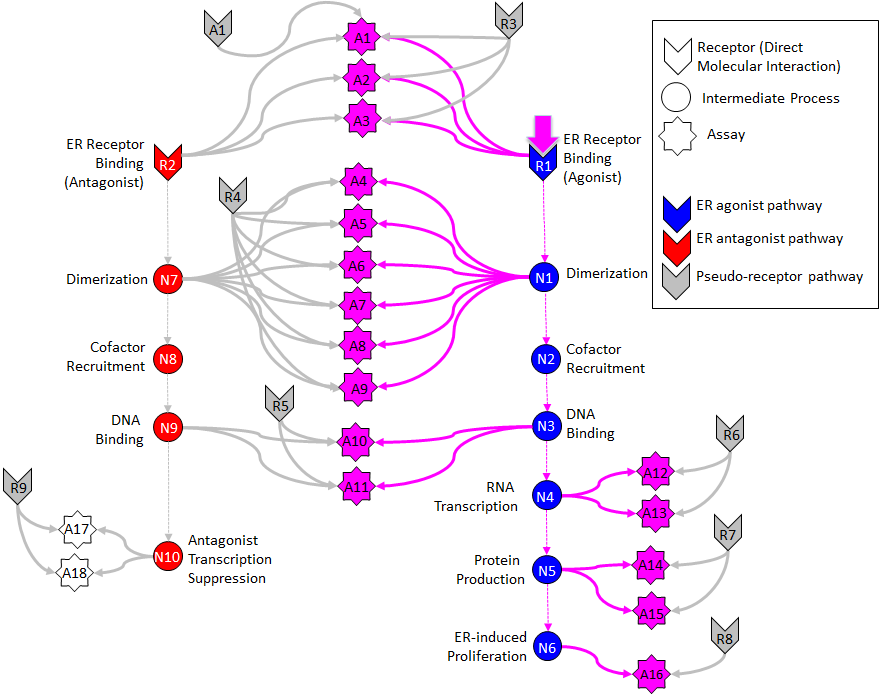 A1
R3
A1
A2
A3
ER Receptor
Binding
(Antagonist)
R2
R1
ER Receptor
Binding
(Agonist)
R4
A4
A5
A6
A7
A8
A9
Dimerization
N7
N1
Dimerization
Cofactor
Recruitment
N8
N2
Cofactor
Recruitment
R5
DNA
Binding
N9
A10
A11
N3
DNA
Binding
R6
A12
A13
RNA
Transcription
N4
R9
A17
A18
N10
Antagonist
Transcription
Suppression
R7
Protein
Production
N5
A14
A15
R8
ER-induced
Proliferation
N6
A16
Receptor (Direct
Molecular Interaction)
Intermediate Process
Assay
ER agonist pathway
ER antagonist pathway
Pseudo-receptor pathway